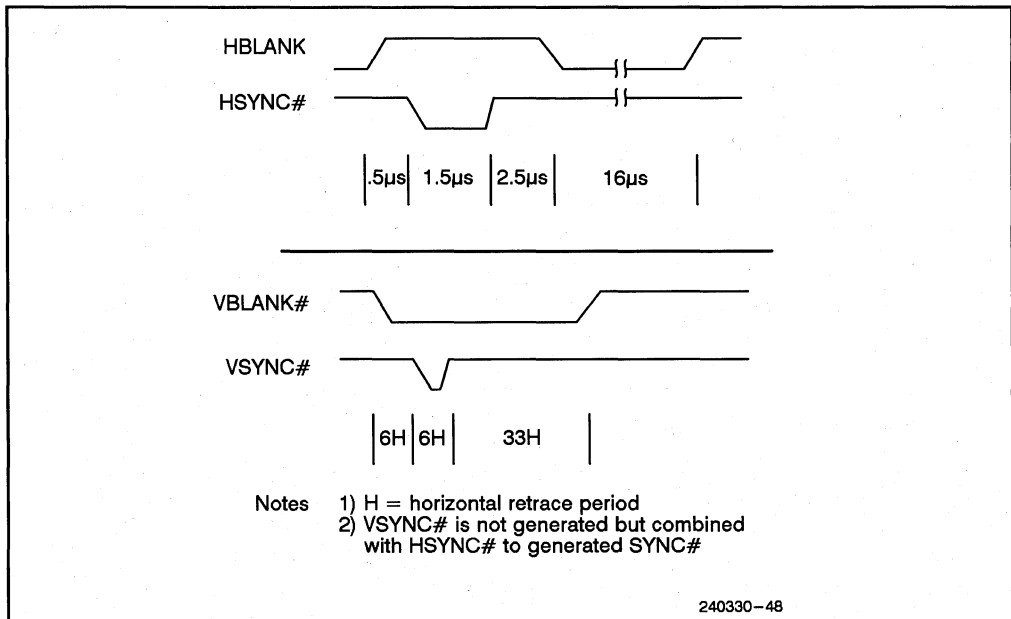 HBLANK
HSYNC#
.5µs 1.5µs 2.5µs 16µs
VBLANK#
VSYNC#
6H 6H 33H
Notes 1) H = horizontal retrace period
2) VSYNC# is not generated but combined
with HSYNC# to generated SYNC#
240330-48